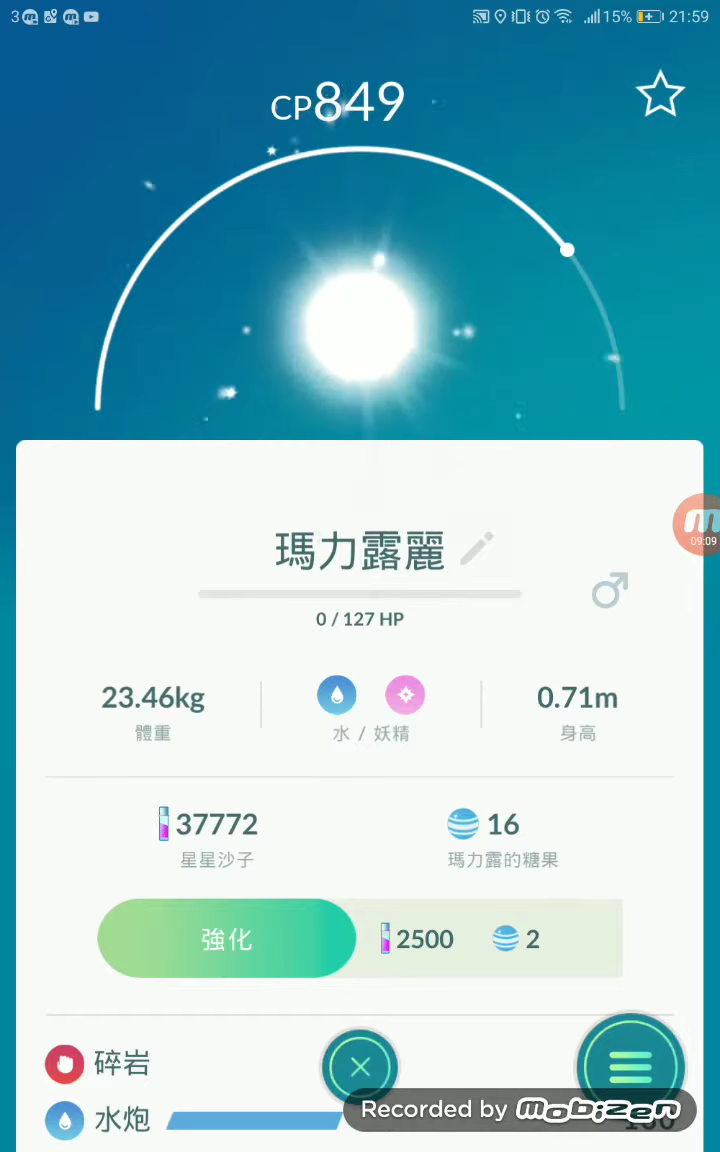 3 15% 21:59
CP849
瑪力露麗
09:09
0 / 127 HP
23.46kg 0.71m
體重 水 / 妖精 身高
37772 16
星星沙子 瑪力露的糖果
強化 2500 2
碎岩
水炮
Recorded by mobizen